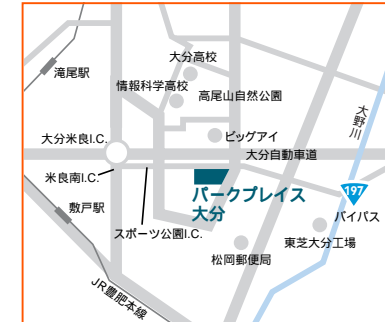 大分高校
滝尾駅
情報科学高校
高尾山自然公園
大野川
ビッグアイ
大分米良I.C.
大分自動車道
米良南I.C.
パークプレイス
大分
197
バイパス
敷戸駅
スポーツ公園I.C.
東芝大分工場
松岡郵便局
JR豊肥本線